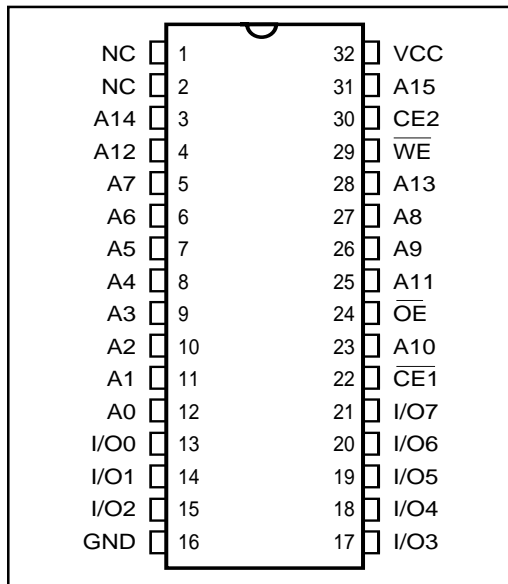 NC 1 32 VCC
NC 2 31 A15
A14 3 30 CE2
A12 4 29 W̅E̅
A7 5 28 A13
A6 6 27 A8
A5 7 26 A9
A4 8 25 A11
A3 9 24 O̅E̅
A2 10 23 A10
A1 11 22 C̅E̅1̅
A0 12 21 I/O7
I/O0 13 20 I/O6
I/O1 14 19 I/O5
I/O2 15 18 I/O4
GND 16 17 I/O3